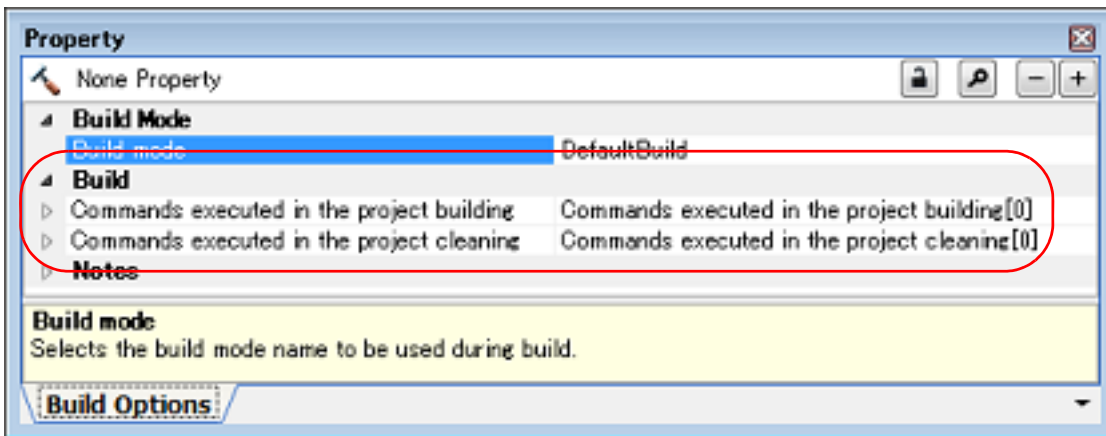 Property
None Property
Build Mode
Build mode DefaultBuild
Build
Commands executed in the project building Commands executed in the project building[0]
Commands executed in the project cleaning Commands executed in the project cleaning[0]
Notes
Build mode
Selects the build mode name to be used during build.
Build Options